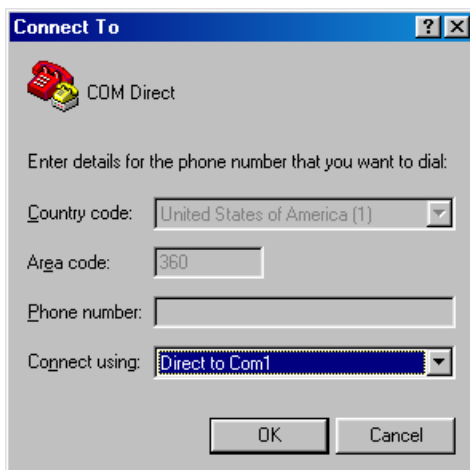 Connect To
COM Direct
Enter details for the phone number that you want to dial:
Country code: United States of America (1)
Area code: 360
Phone number:
Connect using: Direct to Com1
OK Cancel